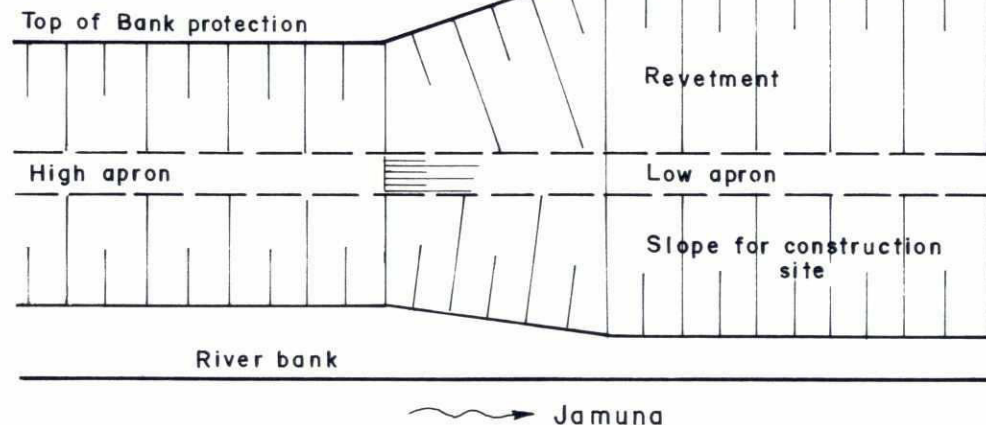 Top of Bank protection
Revetment
High apron
Low apron
Slope for construction
site
River bank
Jamuna